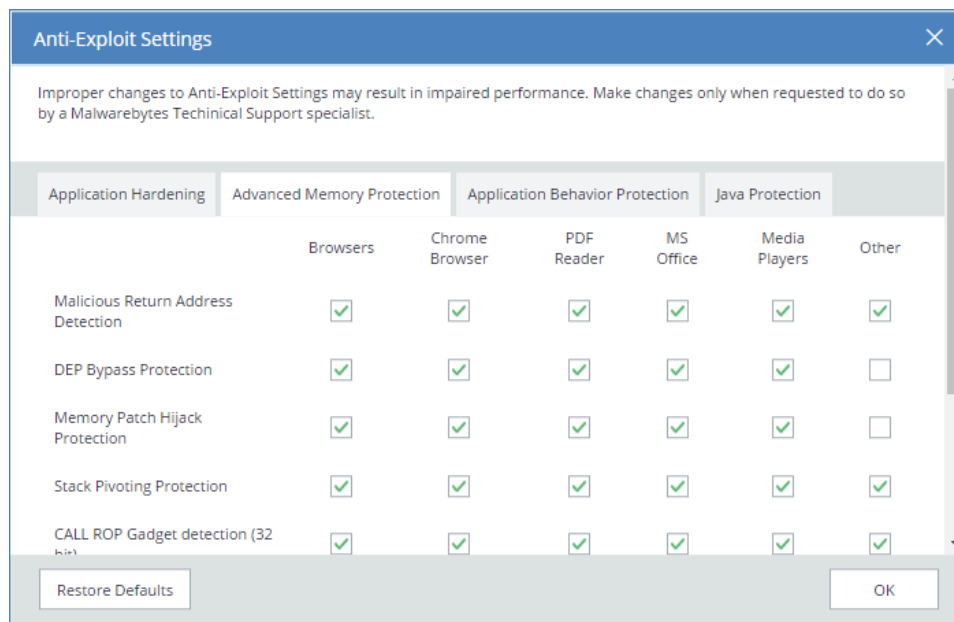 Anti-Exploit Settings
Improper changes to Anti-Exploit Settings may result in impaired performance. Make changes only when requested to do so
by a Malwarebytes Techinical Support specialist.
Application Hardening Advanced Memory Protection Application Behavior Protection Java Protection
Browsers Chrome Browser PDF Reader MS Office Media Players Other
Malicious Return Address
Detection
DEP Bypass Protection
Memory Patch Hijack
Protection
Stack Pivoting Protection
CALL ROP Gadget detection (32
bit)
Restore Defaults OK